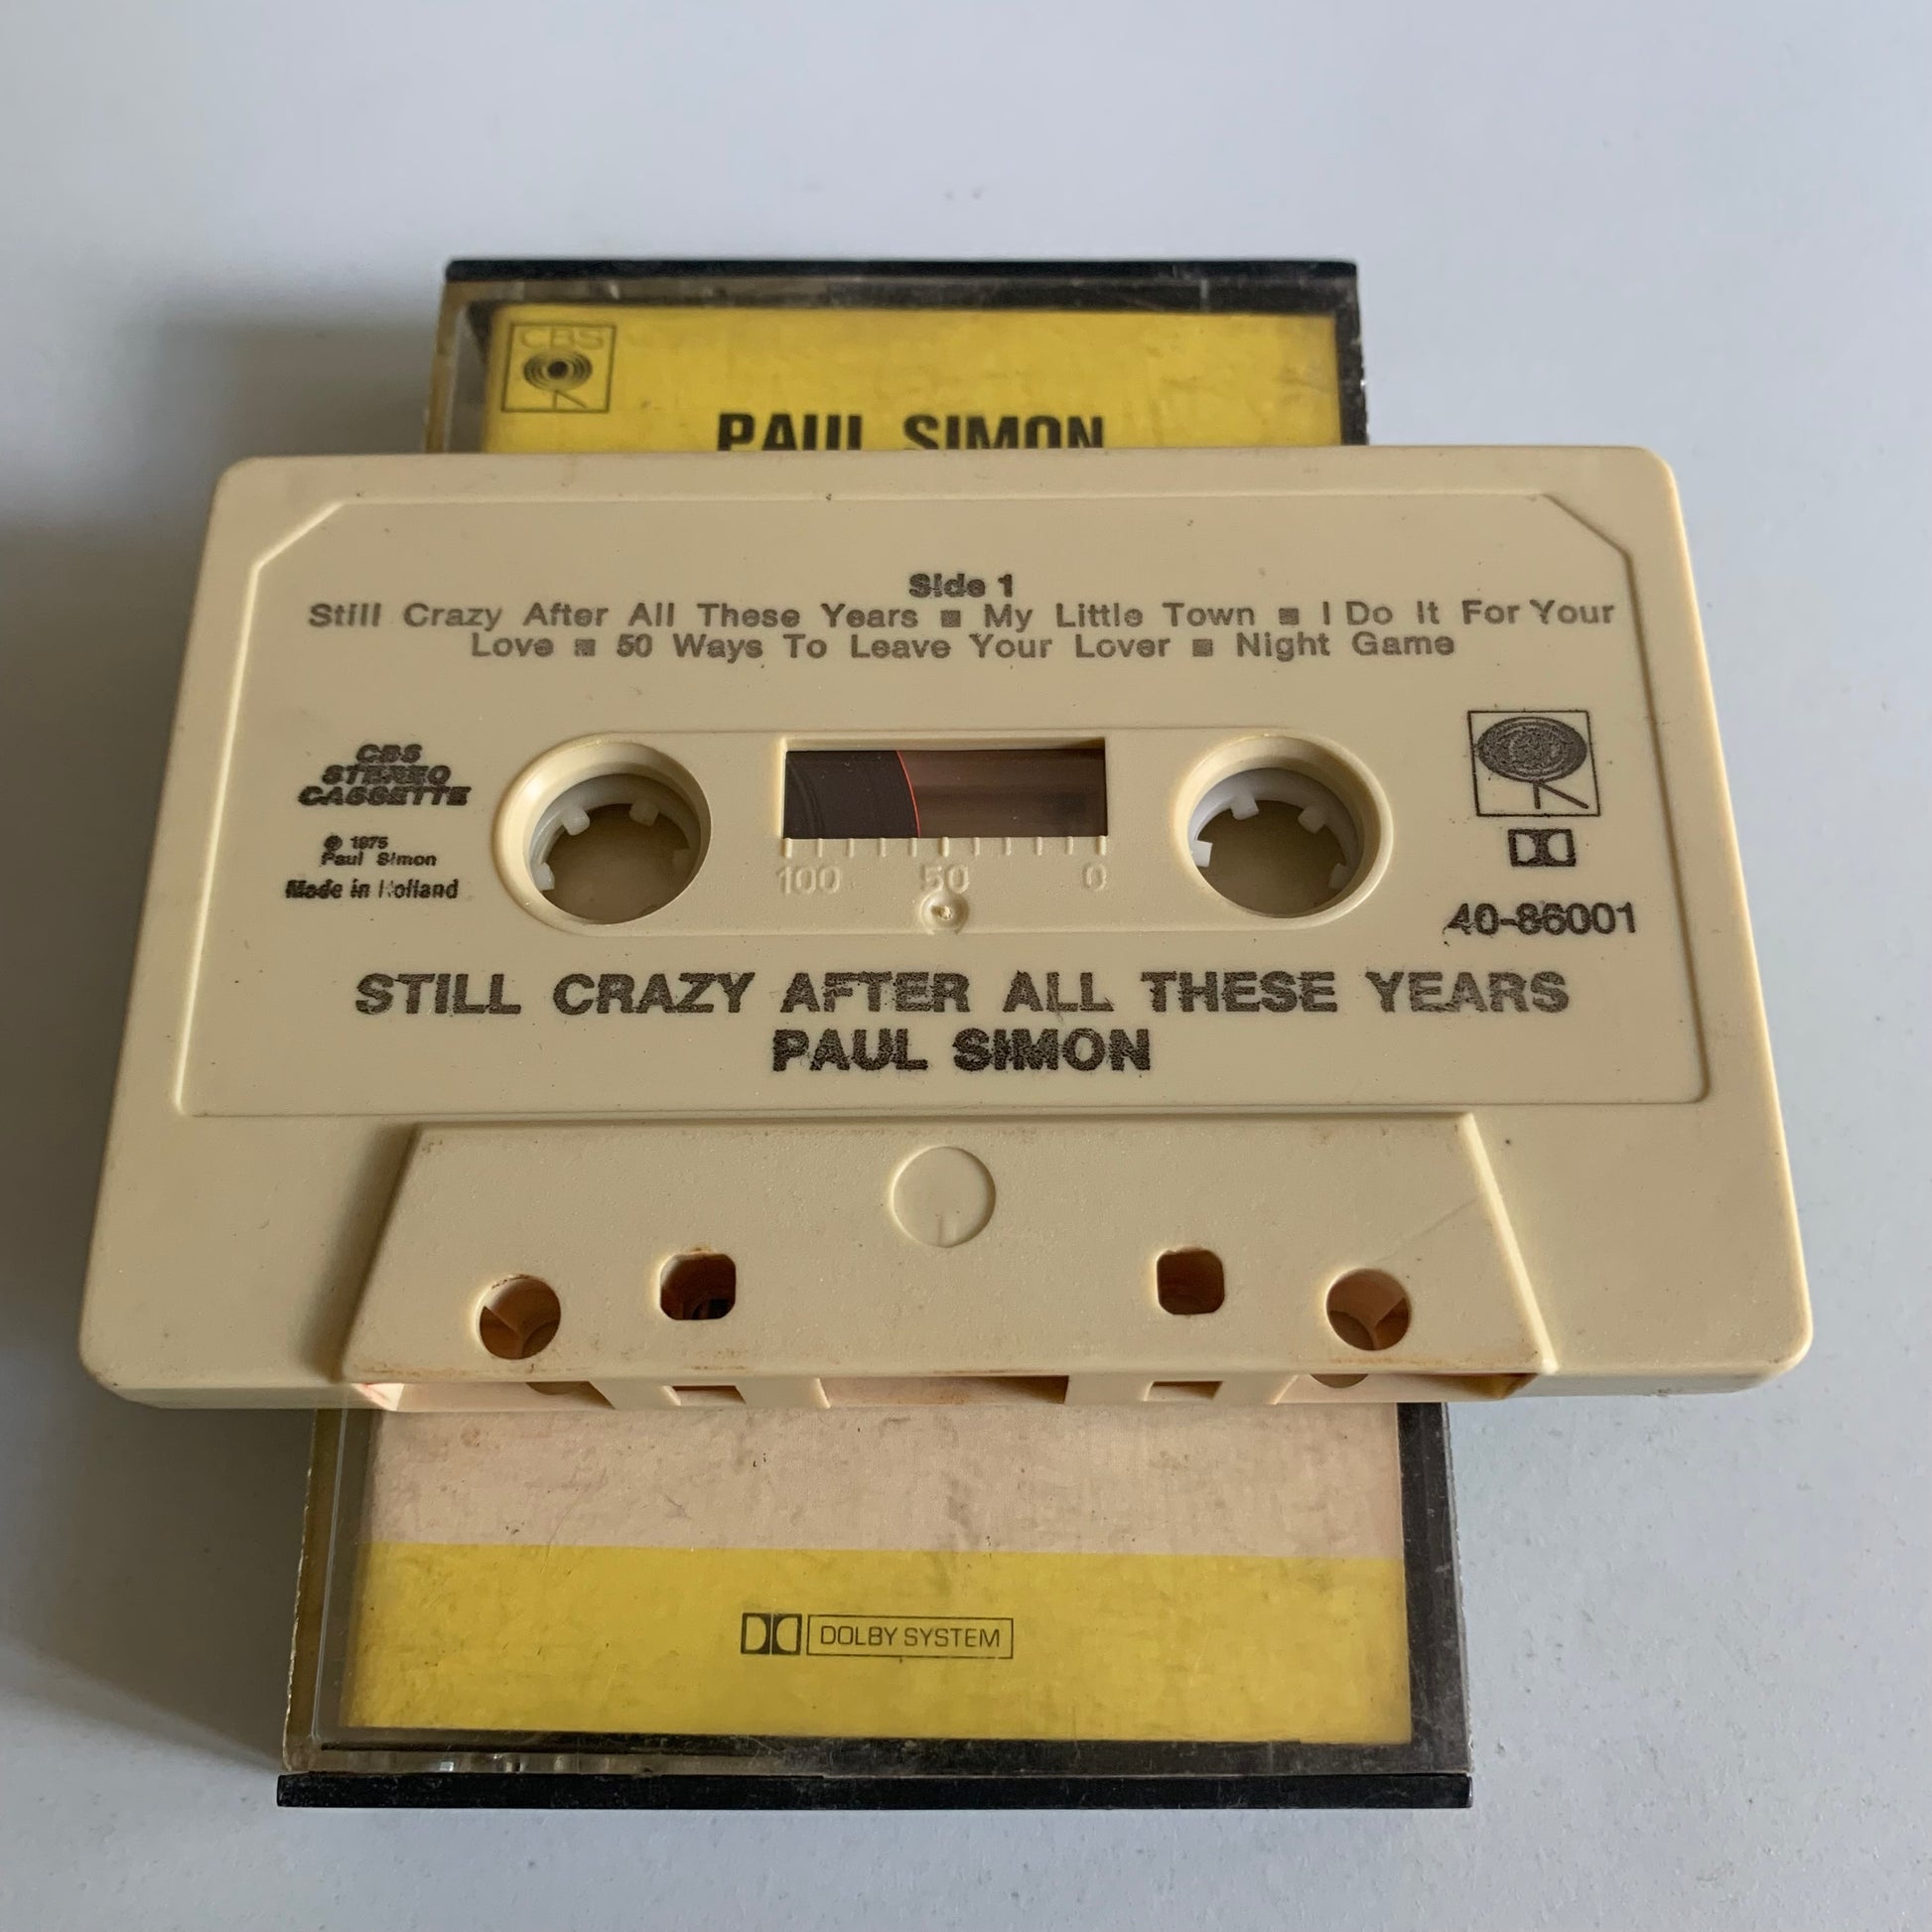 CBS
PAUL SIMON
Side 1
Still Crazy After All These Years ■ My Little Town ■ I Do It For Your
Love ■ 50 Ways To Leave Your Lover ■ Night Game
CBS
STEREO
CASSETTE
℗ 1975
Paul Simon
Made in Holland
100 50 0
40-86001
STILL CRAZY AFTER ALL THESE YEARS
PAUL SIMON
DOLBY SYSTEM